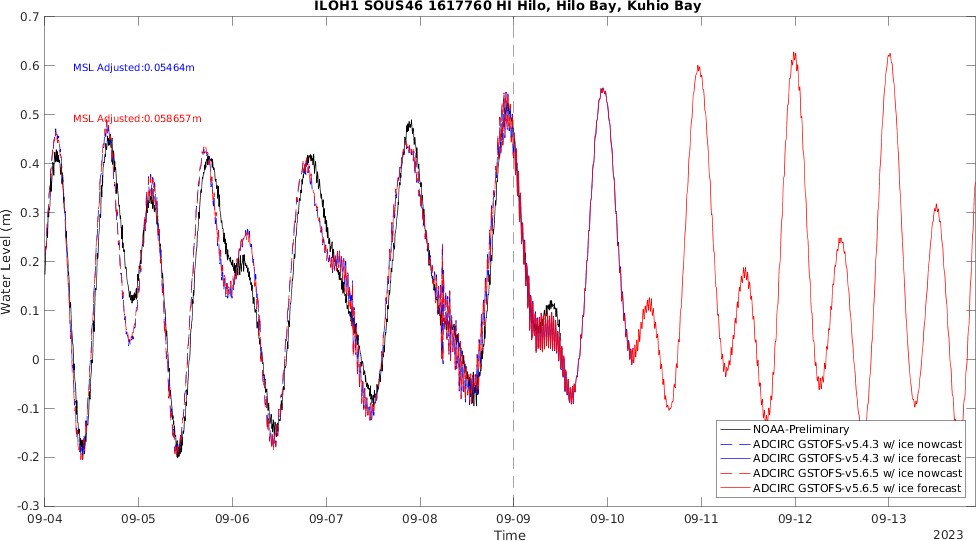 ILOH1 SOUS46 1617760 HI Hilo, Hilo Bay, Kuhio Bay
0.7
0.6
0.5
0.4
0.3
0.2
0.1
0
-0.1
-0.2
-0.3
Water Level (m)
MSL Adjusted:0.05464m
MSL Adjusted:0.058657m
NOAA-Preliminary
ADCIRC GSTOFS-v5.4.3 w/ ice nowcast
ADCIRC GSTOFS-v5.4.3 w/ ice forecast
ADCIRC GSTOFS-v5.6.5 w/ ice nowcast
ADCIRC GSTOFS-v5.6.5 w/ ice forecast
09-04 09-05 09-06 09-07 09-08 09-09 09-10 09-11 09-12 09-13
Time
2023